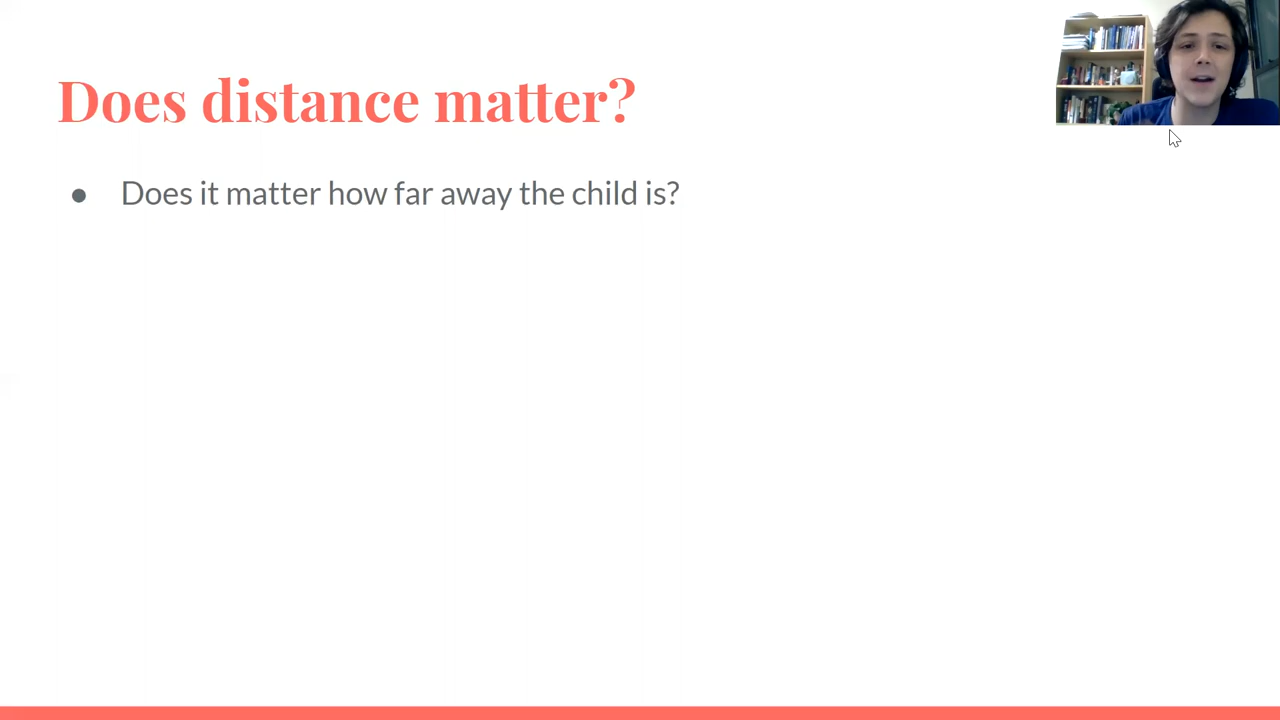 Does distance matter?
● Does it matter how far away the child is?